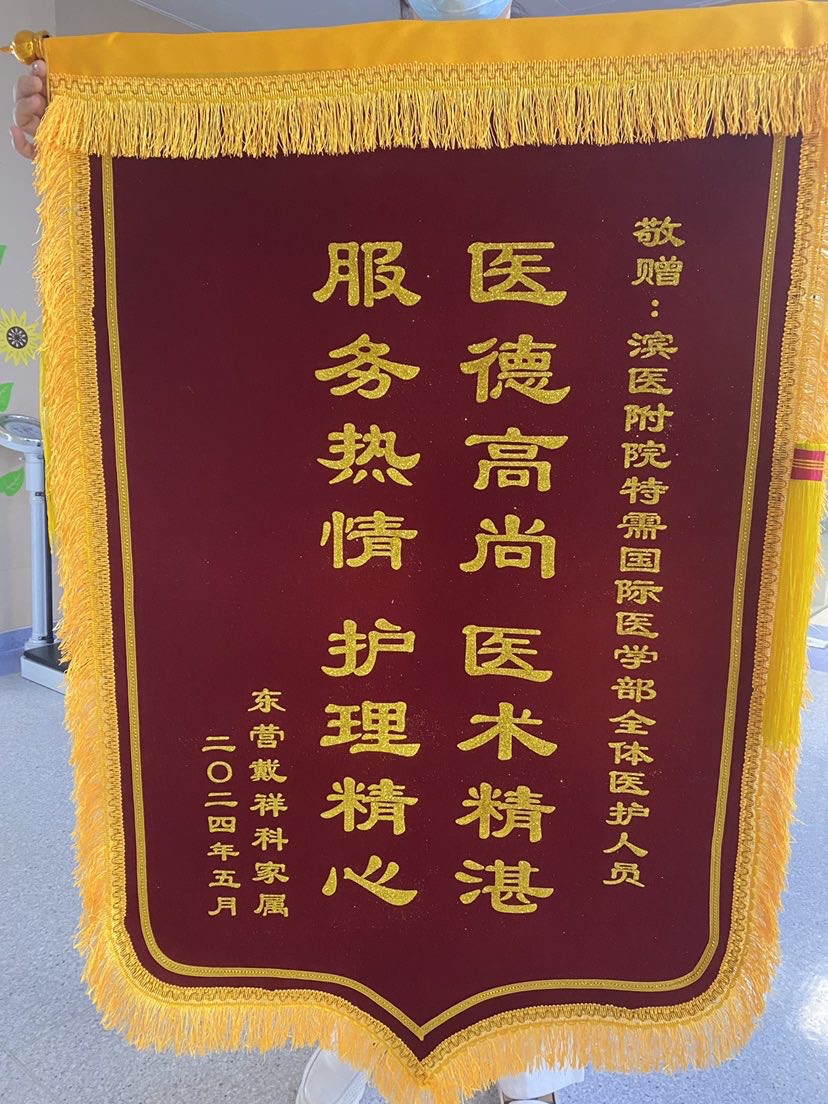 敬赠：滨医附院特需国际医学部全体医护人员
医德高尚 医术精湛
服务热情 护理精心
东营戴祥科家属
二〇二四年五月